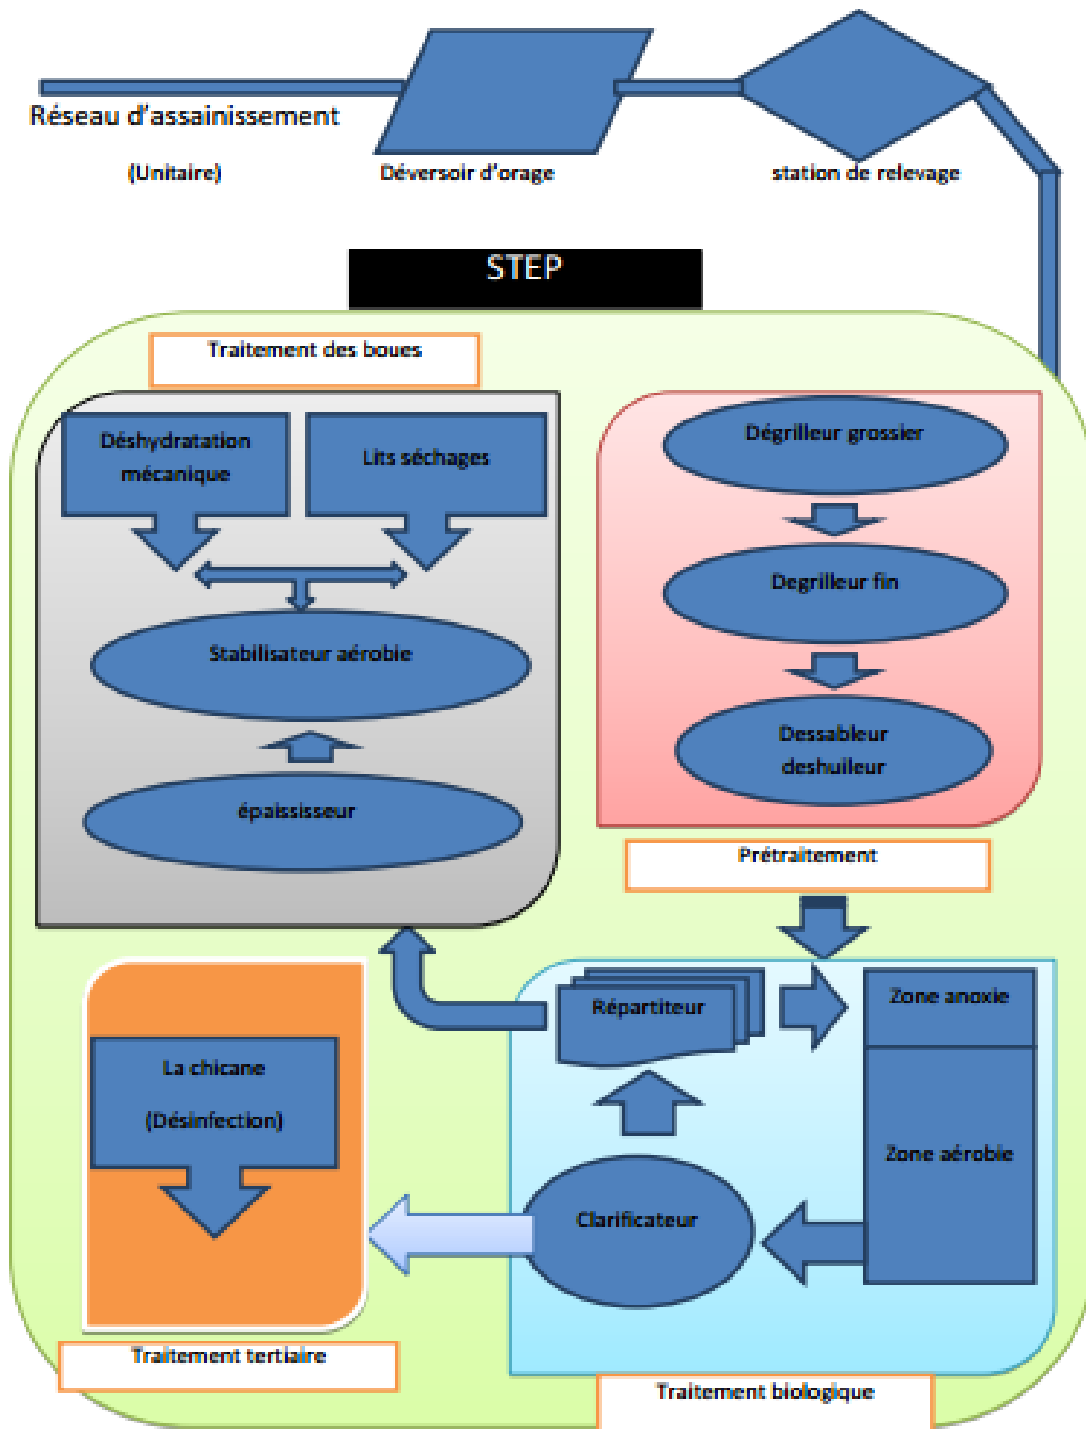 Réseau d'assainissement
(Unitaire)
Déversoir d'orage
station de relevage
STEP
Traitement des boues
Déshydratation
mécanique
Lits séchages
Stabilisateur aérobie
épaississeur
Dégrilleur grossier
Degrilleur fin
Dessableur
deshuileur
Prétraitement
Répartiteur
Zone anoxie
Zone aérobie
Clarificateur
La chicane
(Désinfection)
Traitement tertiaire
Traitement biologique